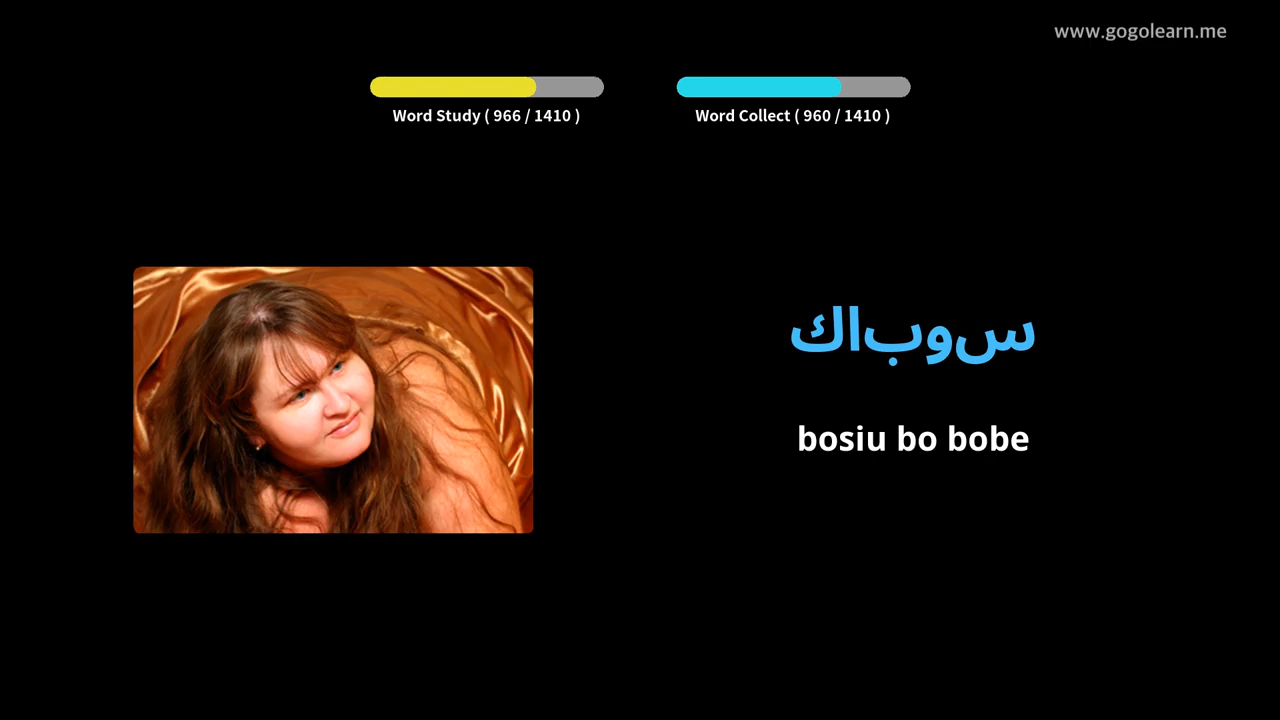 www.gogolearn.me
Word Study ( 966 / 1410 )
Word Collect ( 960 / 1410 )
سوباك
bosiu bo bobe